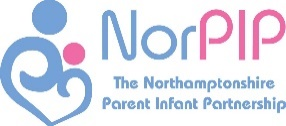 NorPIP
The Northamptonshire
Parent Infant Partnership